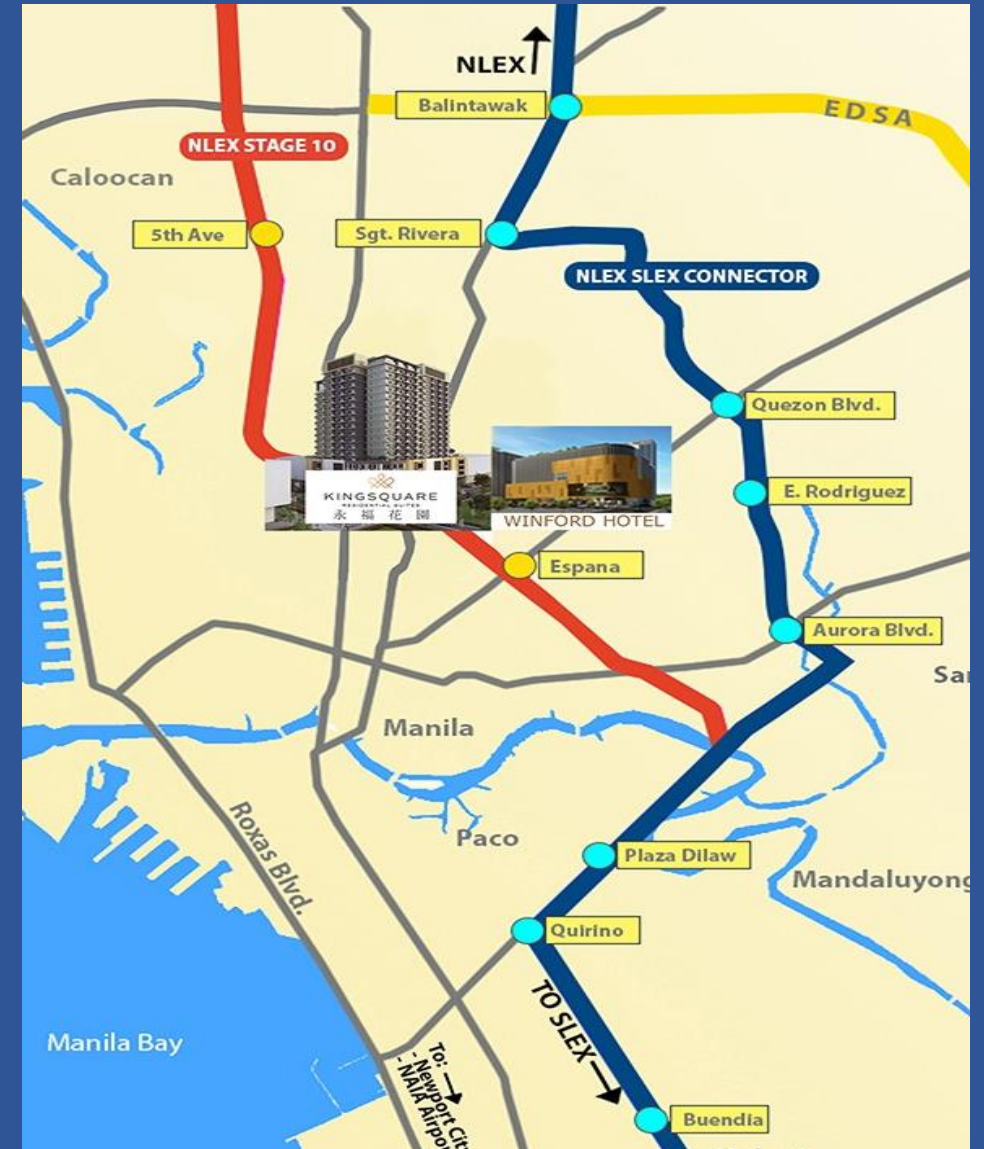 NLEX
Balintawak
EDSA
NLEX STAGE 10
Caloocan
5th Ave
Sgt. Rivera
NLEX SLEX CONNECTOR
Quezon Blvd.
KINGSQUARE
RESIDENTIAL SUITES
永福花園
WINFORD HOTEL
E. Rodriguez
Espana
Aurora Blvd.
Manila
Roxas Blvd.
Paco
Plaza Dilaw
Mandaluyong
Quirino
TO SLEX
Manila Bay
To:
- Newport City
- NAIA Airpo
Buendia